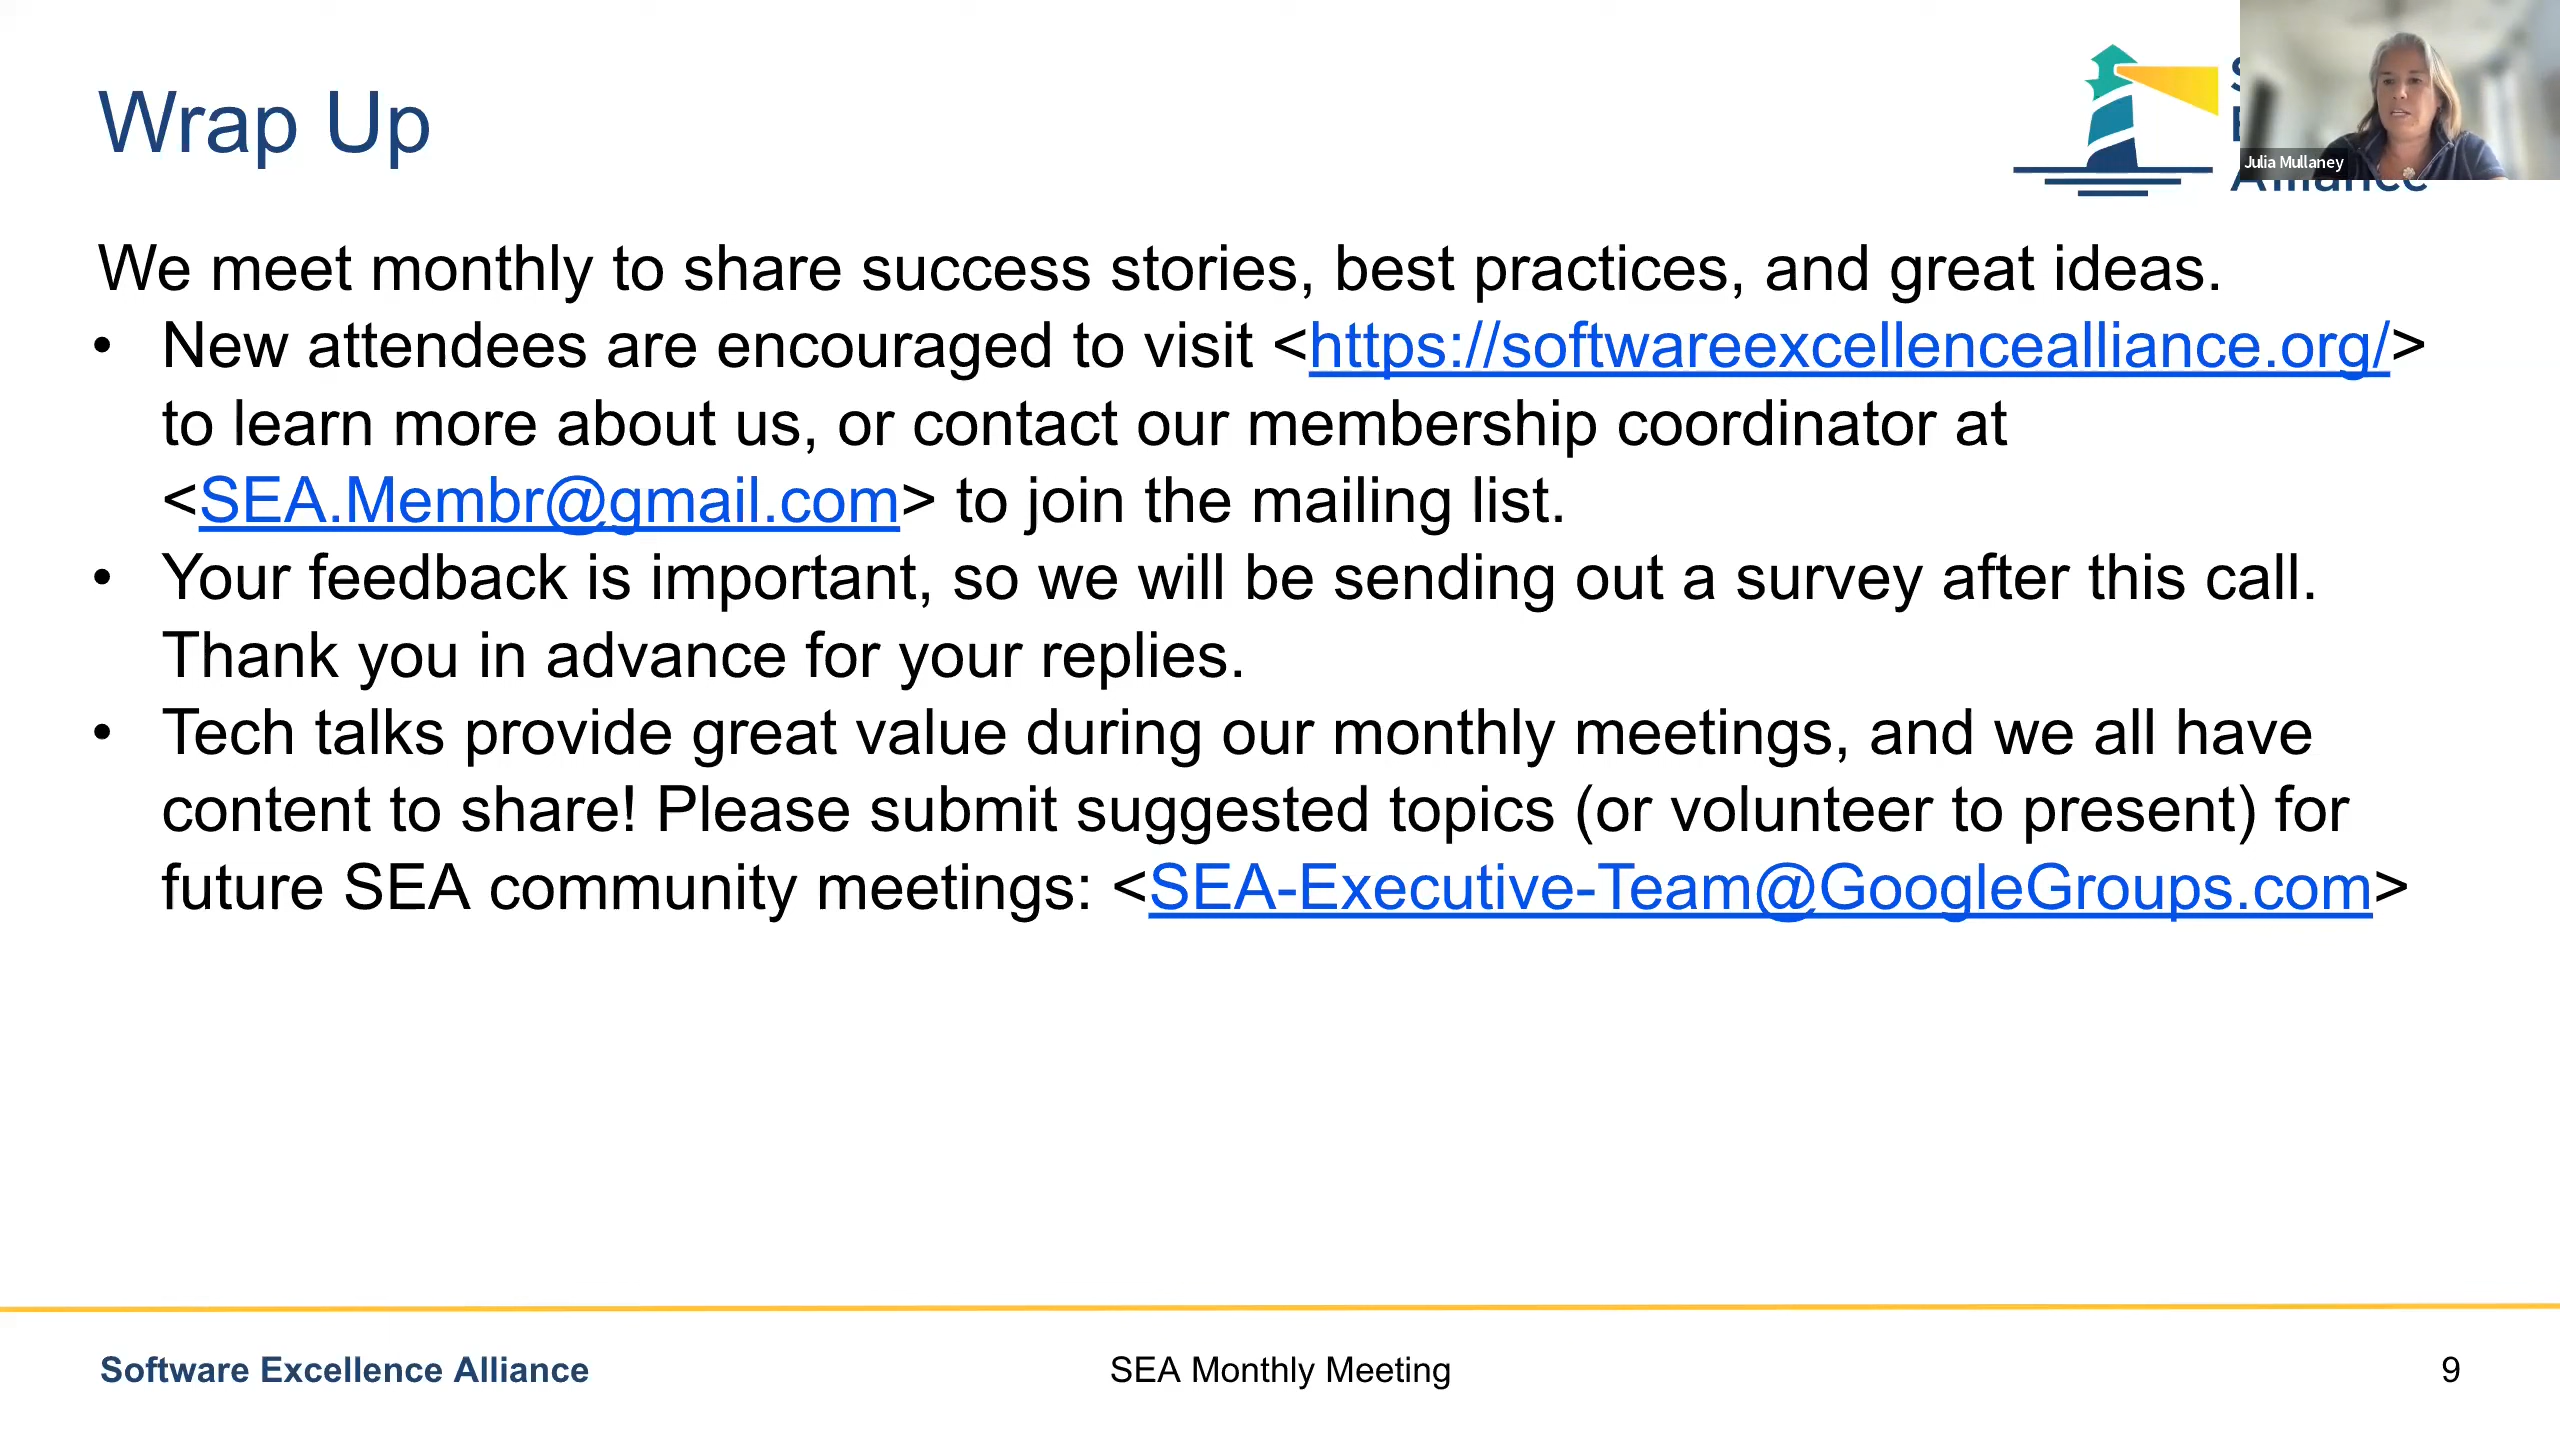 Wrap Up
Julia Mullaney
We meet monthly to share success stories, best practices, and great ideas.
• New attendees are encouraged to visit <https://softwareexcellencealliance.org/>
to learn more about us, or contact our membership coordinator at
<SEA.Membr@gmail.com> to join the mailing list.
• Your feedback is important, so we will be sending out a survey after this call.
Thank you in advance for your replies.
• Tech talks provide great value during our monthly meetings, and we all have
content to share! Please submit suggested topics (or volunteer to present) for
future SEA community meetings: <SEA-Executive-Team@GoogleGroups.com>
Software Excellence Alliance
SEA Monthly Meeting
9